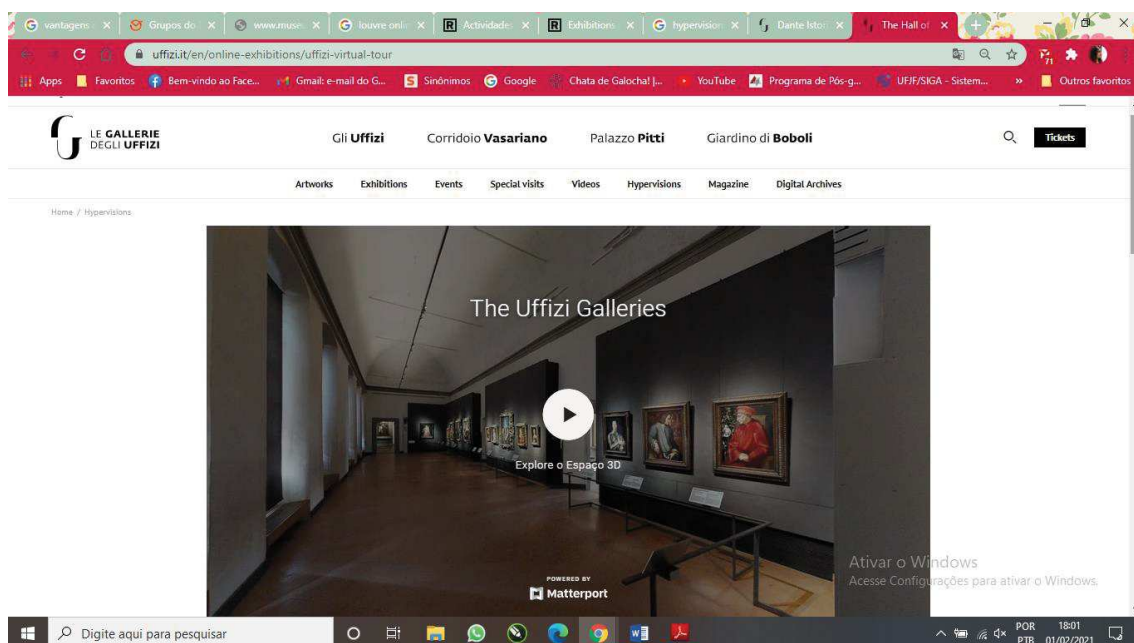 vantagens
Grupos do
www.muse
louvre onlin
Actividades
Exhibitions
hypervision
Dante Istor
The Hall of
uffizi.it/en/online-exhibitions/uffizi-virtual-tour
71
Apps Favoritos Bem-vindo ao Face... Gmail: e-mail do G... Sinônimos Google Chata de Galocha! |... YouTube Programa de Pós-g... UFJF/SIGA - Sistem... » Outros favoritos
LE GALLERIE
DEGLI UFFIZI
Gli Uffizi Corridoio Vasariano Palazzo Pitti Giardino di Boboli Tickets
Artworks Exhibitions Events Special visits Videos Hypervisions Magazine Digital Archives
Home / Hypervisions
The Uffizi Galleries
Explore o Espaço 3D
Ativar o Windows
Acesse Configurações para ativar o Windows.
POWERED BY
Matterport
Digite aqui para pesquisar
POR 18:01
PTB 01/02/2021